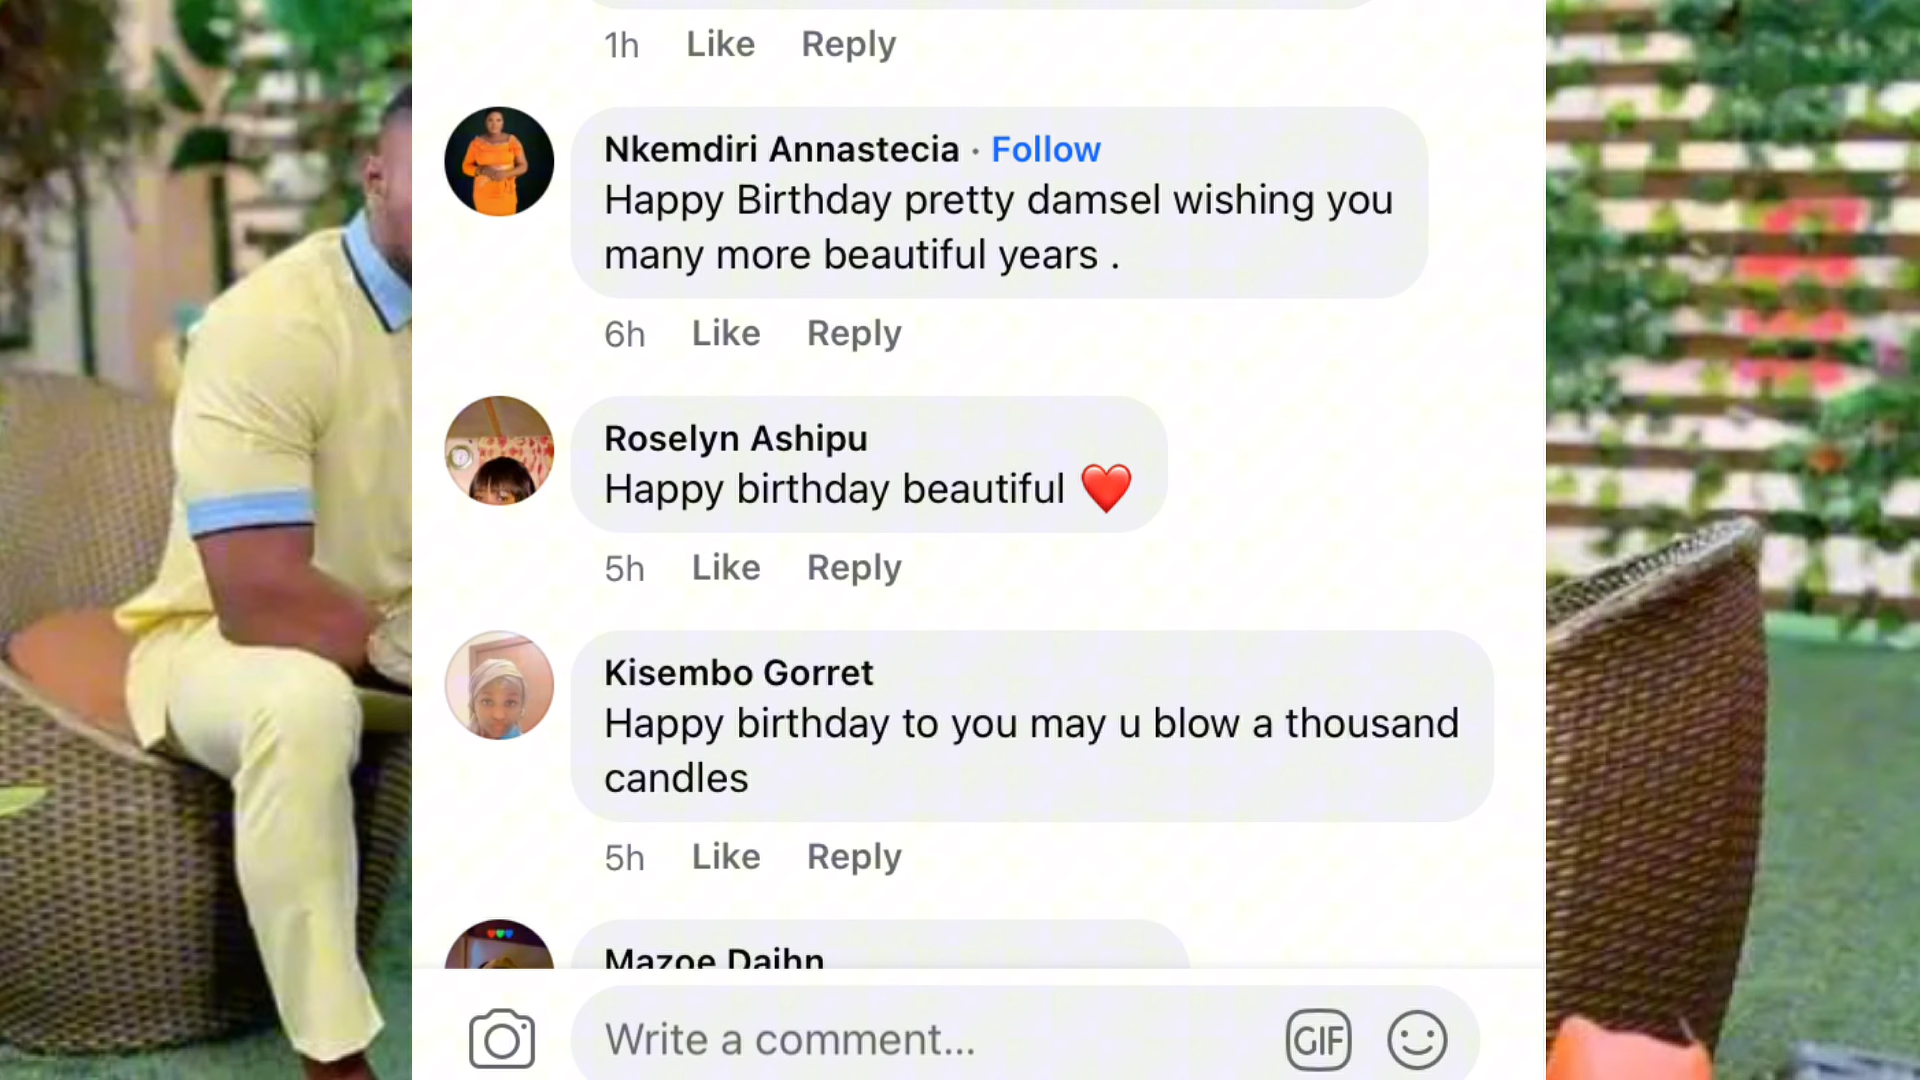 1h Like Reply
Nkemdiri Annastecia · Follow
Happy Birthday pretty damsel wishing you
many more beautiful years .
6h Like Reply
Roselyn Ashipu
Happy birthday beautiful ❤️
5h Like Reply
Kisembo Gorret
Happy birthday to you may u blow a thousand
candles
5h Like Reply
Mazoe Daihn
Write a comment...
GIF